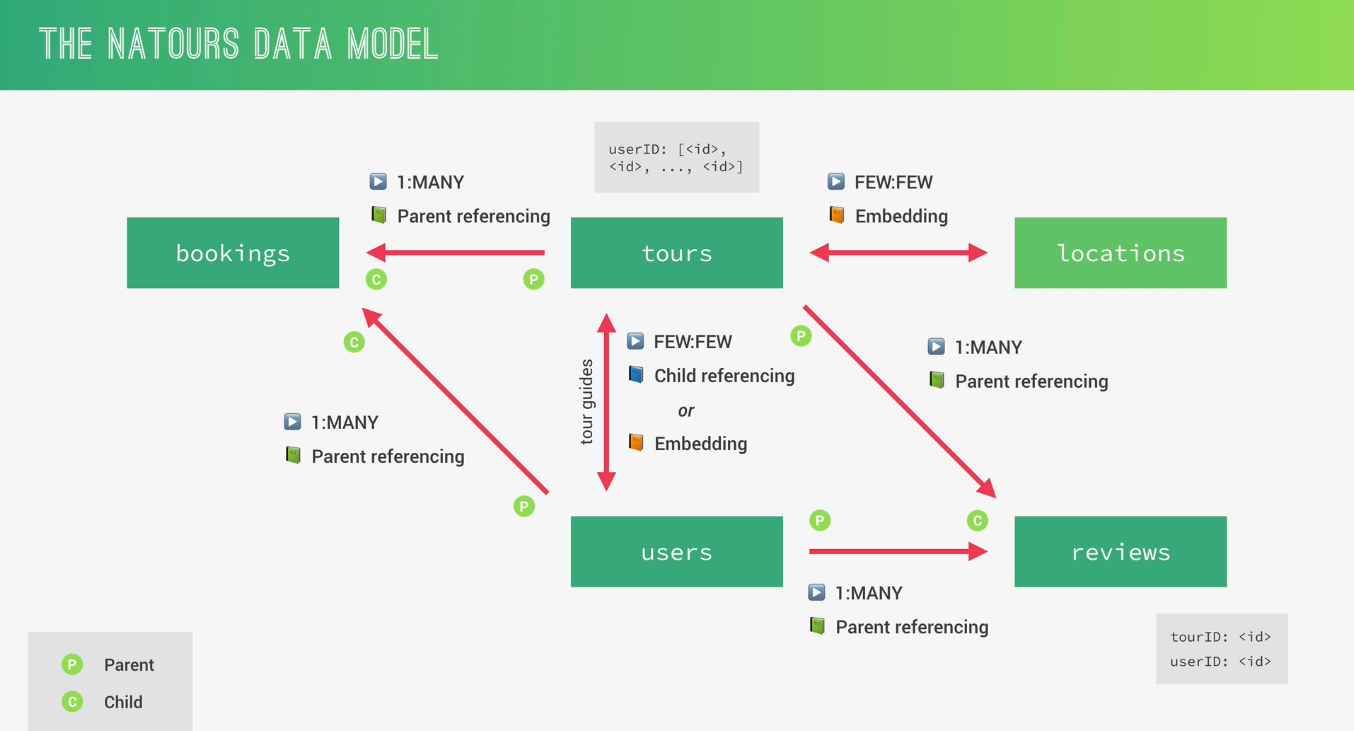 THE NATOURS DATA MODEL
userID: [<id>,
<id>, ..., <id>]
1:MANY
Parent referencing
FEW:FEW
Embedding
bookings
tours
locations
C
P
C
P
tour guides
FEW:FEW
Child referencing
or
Embedding
1:MANY
Parent referencing
1:MANY
Parent referencing
P
P
C
users
reviews
1:MANY
Parent referencing
tourID: <id>
userID: <id>
P Parent
C Child